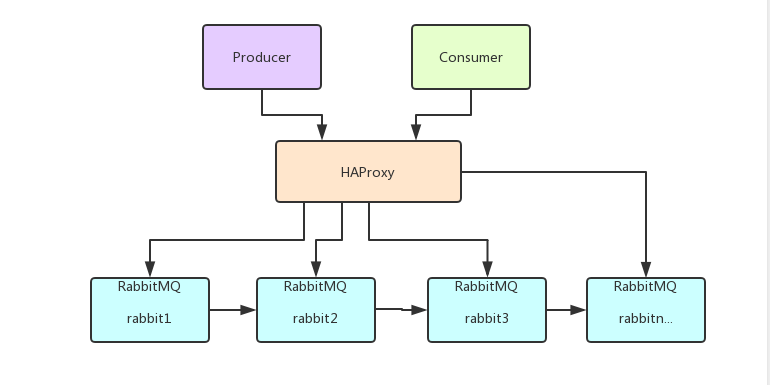 Producer
Consumer
HAProxy
RabbitMQ
rabbit1
RabbitMQ
rabbit2
RabbitMQ
rabbit3
RabbitMQ
rabbitn...